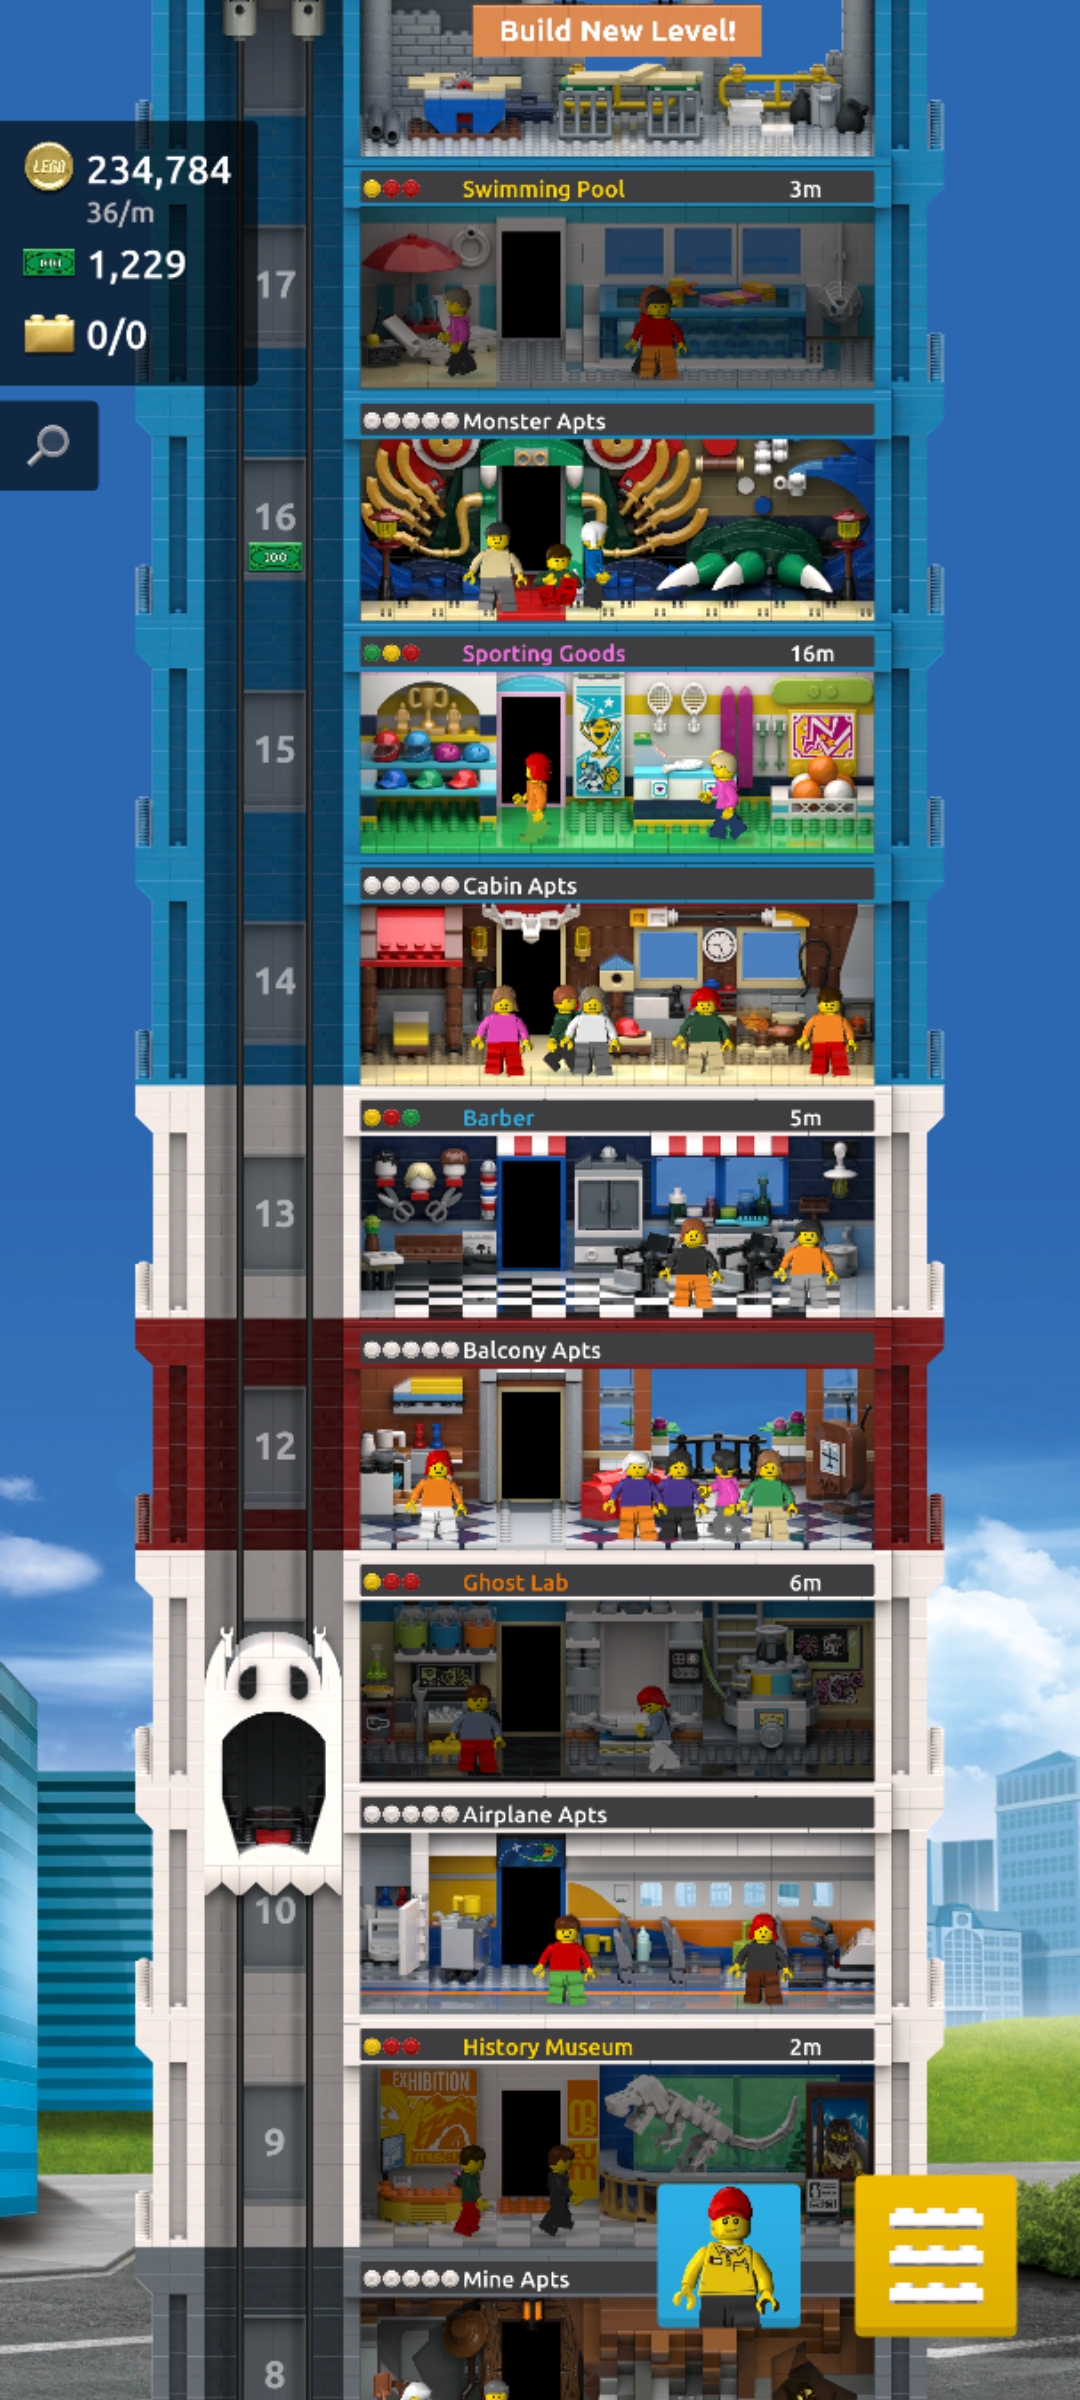 Build New Level!
LEGO 234,784
36/m
100 1,229
0/0
Swimming Pool 3m
17
Monster Apts
16
100
Sporting Goods 16m
15
Cabin Apts
14
Barber 5m
13
Balcony Apts
12
Ghost Lab 6m
Airplane Apts
10
History Museum 2m
EXHIBITION
9
Mine Apts
8